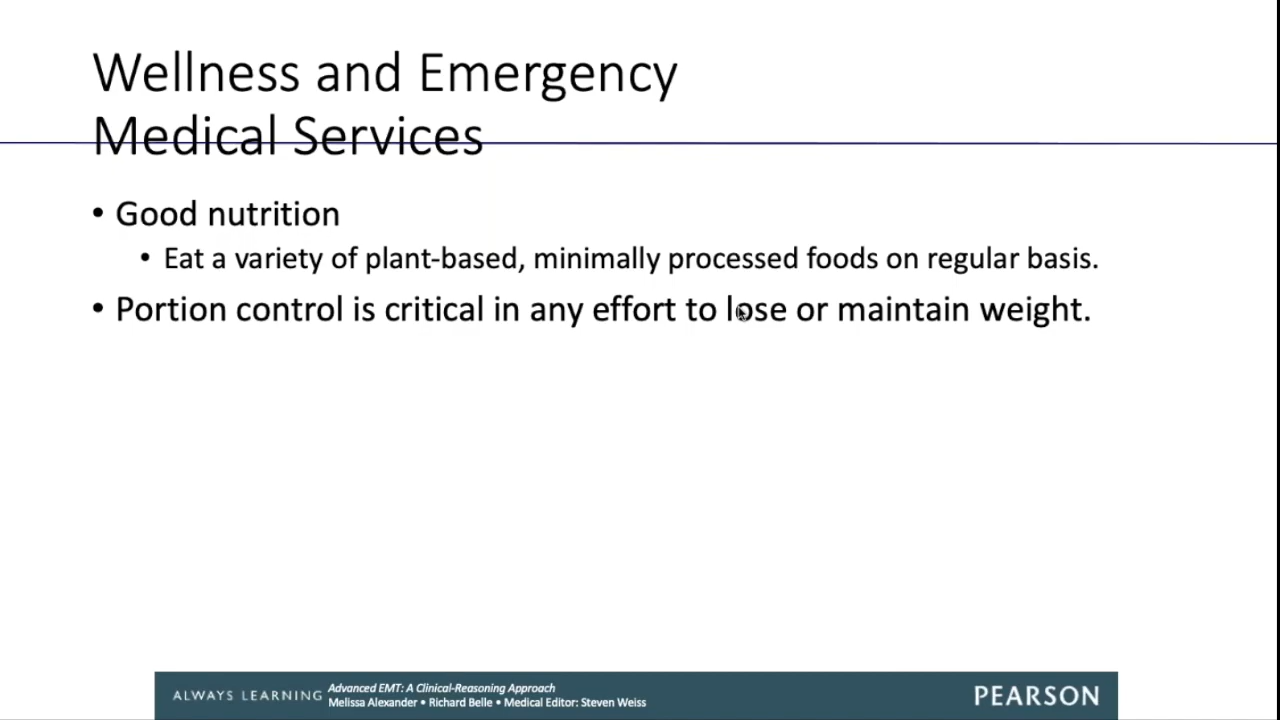 Wellness and Emergency
Medical Services
• Good nutrition
• Eat a variety of plant-based, minimally processed foods on regular basis.
• Portion control is critical in any effort to lose or maintain weight.
ALWAYS LEARNING
Advanced EMT: A Clinical-Reasoning Approach
Melissa Alexander • Richard Belle • Medical Editor: Steven Weiss
PEARSON